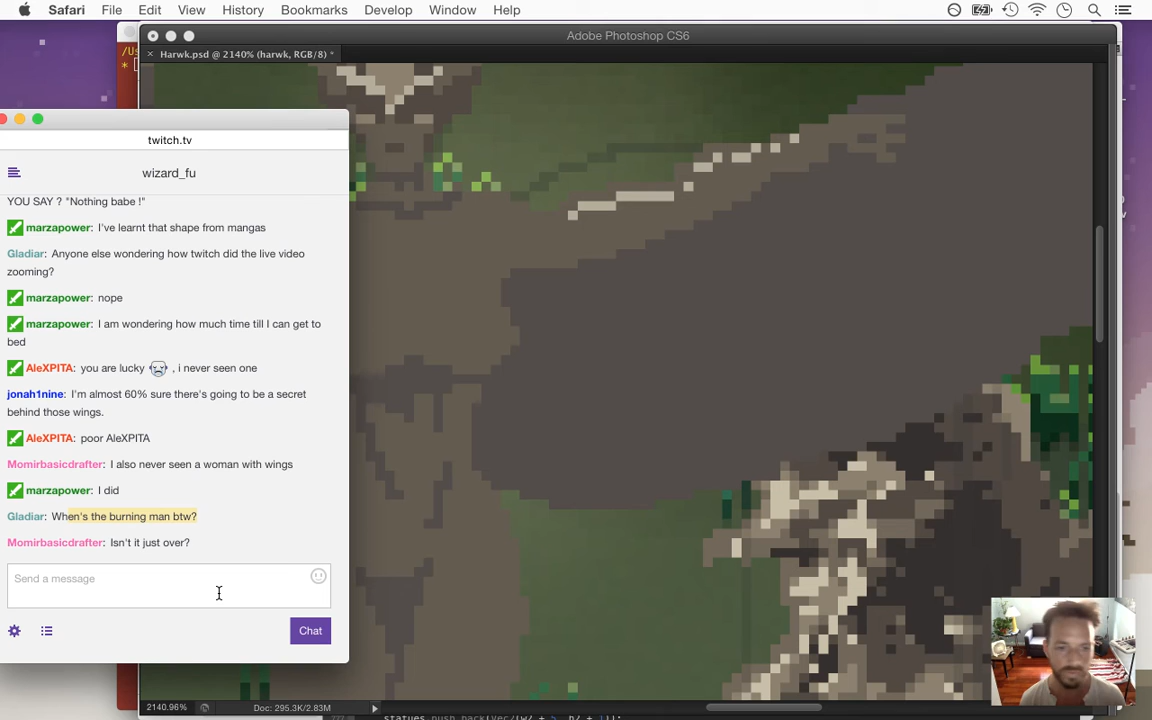 Safari File Edit View History Bookmarks Develop Window Help
Adobe Photoshop CS6
/Us
× Harwk.psd @ 2140% (harwk, RGB/8) *
*
twitch.tv
wizard_fu
YOU SAY ? "Nothing babe !"
marzapower: I've learnt that shape from mangas
Gladiar: Anyone else wondering how twitch did the live video
zooming?
marzapower: nope
marzapower: I am wondering how much time till I can get to
bed
AleXPITA: you are lucky , i never seen one
jonah1nine: I'm almost 60% sure there's going to be a secret
behind those wings.
AleXPITA: poor AleXPITA
Momirbasicdrafter: I also never seen a woman with wings
marzapower: I did
Gladiar: When's the burning man btw?
Momirbasicdrafter: Isn't it just over?
Send a message
Chat
2140.96% Doc: 295.3K/2.83M